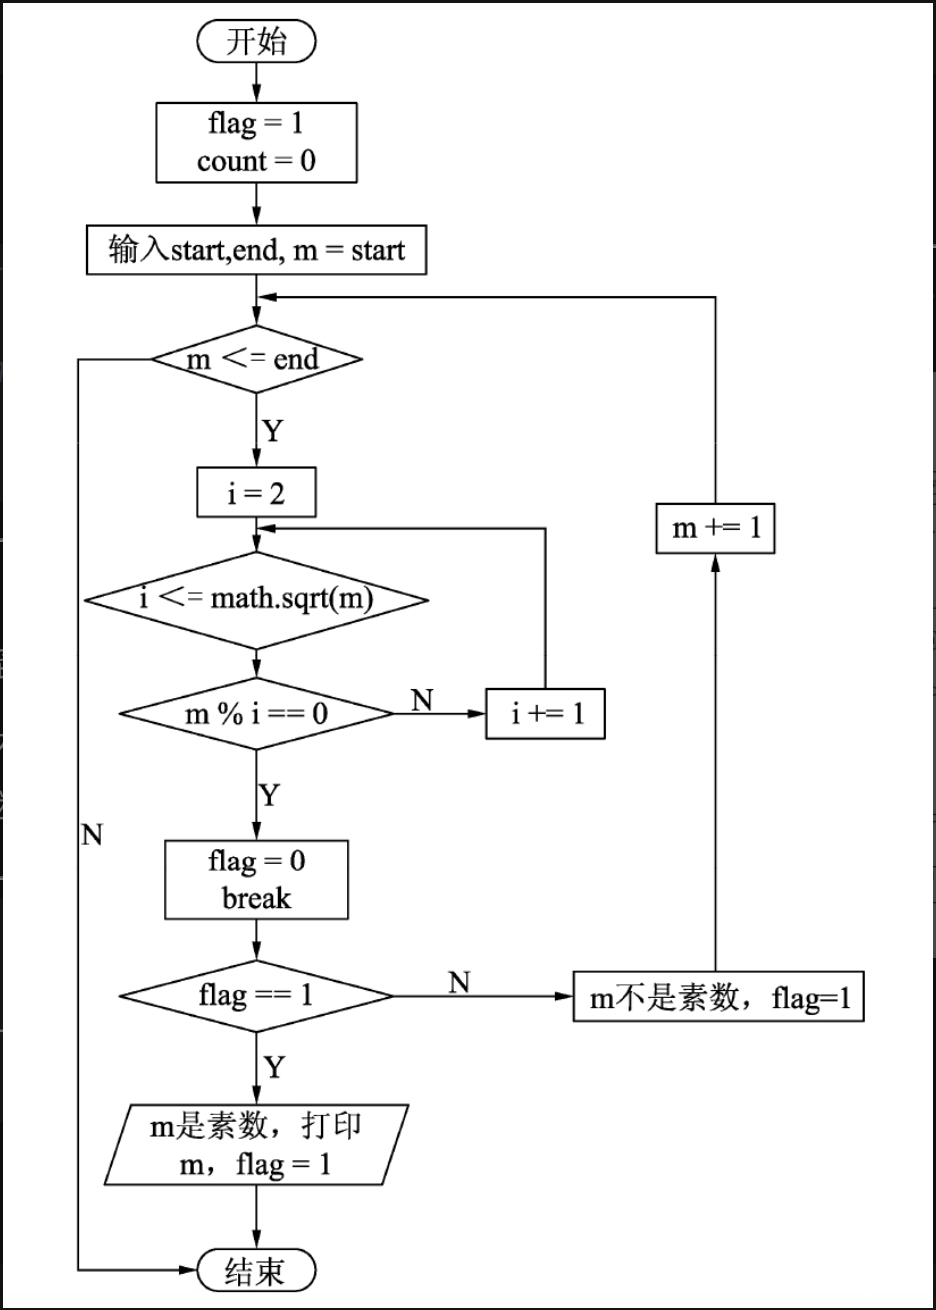 开始
flag = 1
count = 0
输入start,end, m = start
m <= end
Y
i = 2
m += 1
i <= math.sqrt(m)
m % i == 0
N
i += 1
Y
N
flag = 0
break
flag == 1
N
m不是素数，flag=1
Y
m是素数，打印
m，flag = 1
结束